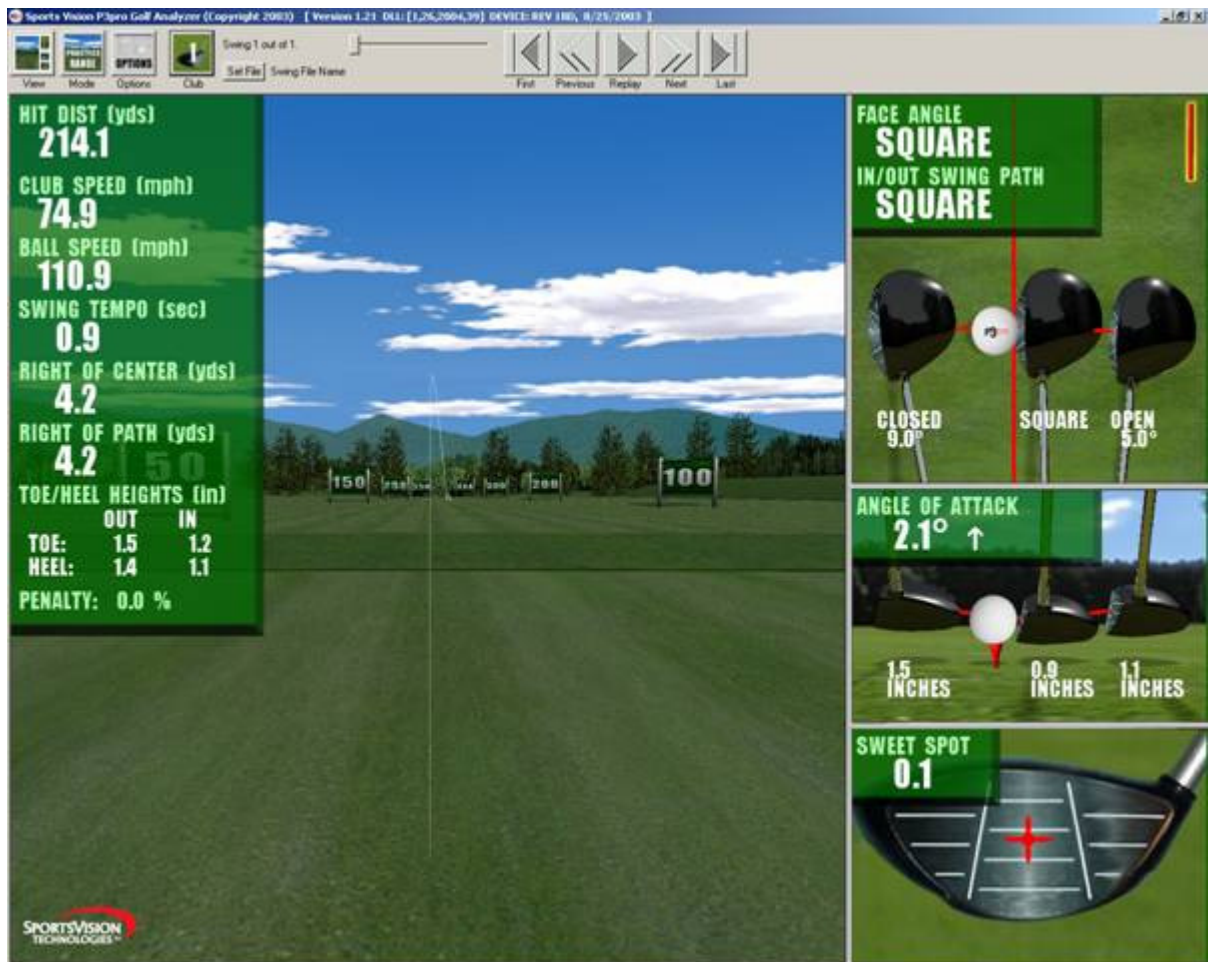 Sports Vision P3pro Golf Analyzer (Copyright 2003) - [ Version 1.21 DLL: [1,26,2004,39] DEVICE: REV 18D, 8/25/2003 ]
View
PRACTICE RANGE
Mode
OPTIONS
Options
Club
Swing 1 out of 1.
Set File
Swing File Name
First
Previous
Replay
Next
Last
HIT DIST (yds)
214.1
CLUB SPEED (mph)
74.9
BALL SPEED (mph)
110.9
SWING TEMPO (sec)
0.9
RIGHT OF CENTER (yds)
4.2
RIGHT OF PATH (yds)
4.2
TOE/HEEL HEIGHTS (in)
OUT IN
TOE: 1.5 1.2
HEEL: 1.4 1.1
PENALTY: 0.0 %
50
150
200
100
SPORTSVISION
TECHNOLOGIES
FACE ANGLE
SQUARE
IN/OUT SWING PATH
SQUARE
P3
CLOSED
9.0°
SQUARE
OPEN
5.0°
ANGLE OF ATTACK
2.1° ↑
1.5
INCHES
0.9
INCHES
1.1
INCHES
SWEET SPOT
0.1